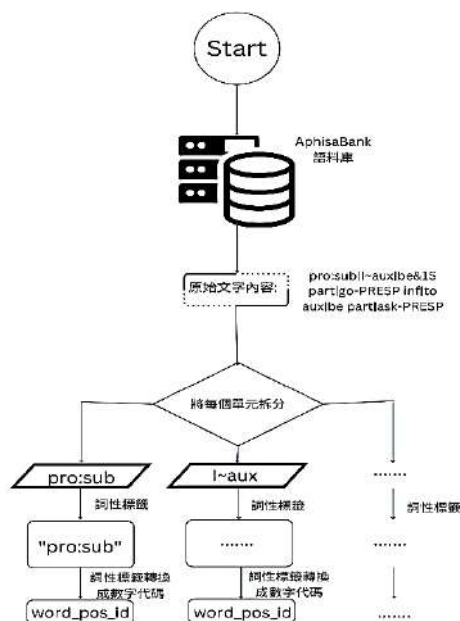 Start
AphisaBank
語料庫
原始文字內容:
pro:sub|I~aux|be&1S
part|go-PRESP inf|to
aux|be part|ask-PRESP
將每個單元拆分
pro:sub
I~aux
......
詞性標籤
詞性標籤
詞性標籤
"pro:sub"
......
......
詞性標籤轉換
成數字代碼
詞性標籤轉換
成數字代碼
word_pos_id
word_pos_id
......